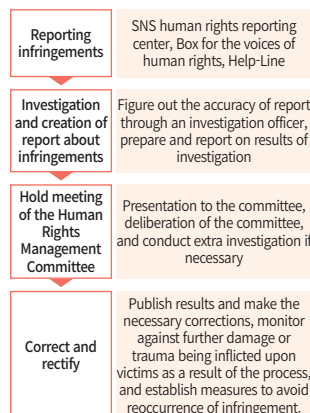 Reporting
infringements
SNS human rights reporting
center, Box for the voices of
human rights, Help-Line
Investigation
and creation of
report about
infringements
Figure out the accuracy of report
through an investigation officer,
prepare and report on results of
investigation
Hold meeting
of the Human
Rights
Management
Committee
Presentation to the committee,
deliberation of the committee,
and conduct extra investigation if
necessary
Correct and
rectify
Publish results and make the
necessary corrections, monitor
against further damage or
trauma being inflicted upon
victims as a result of the process,
and establish measures to avoid
reoccurrence of infringement.